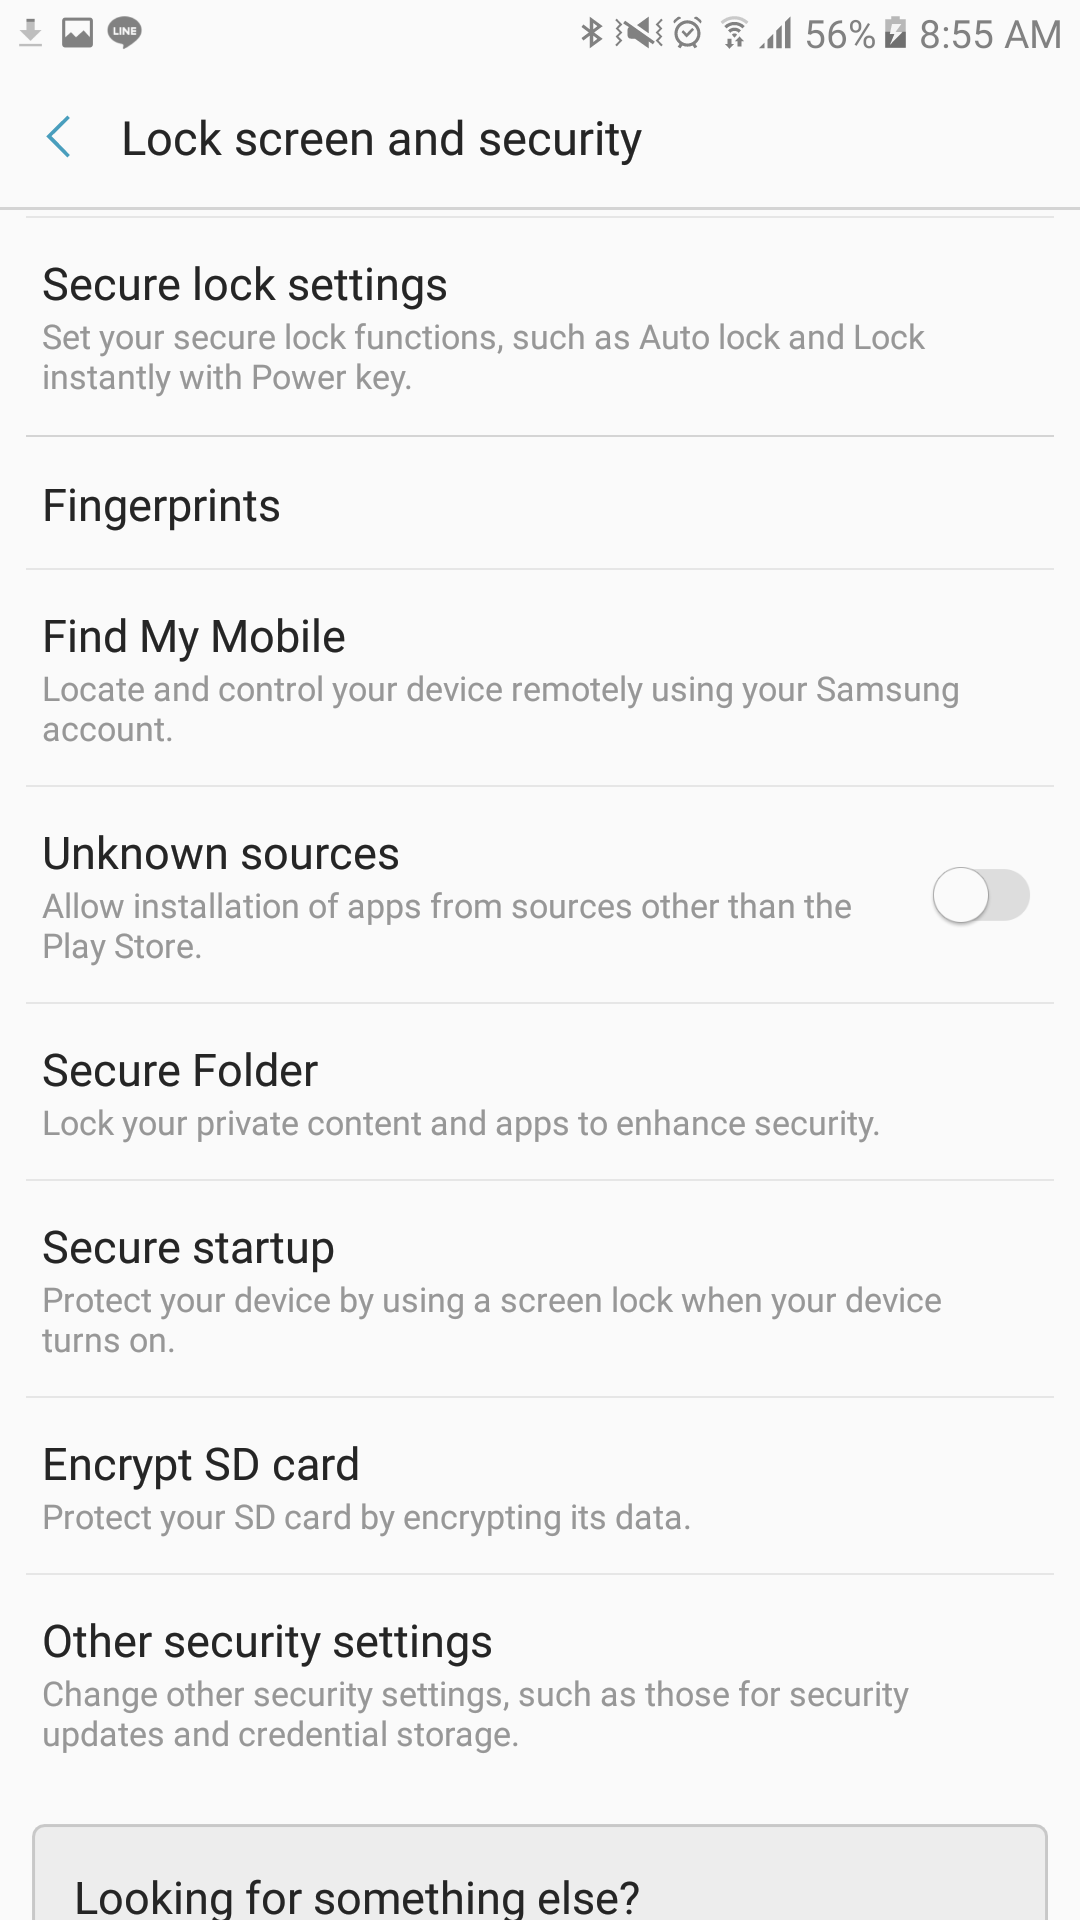 LINE 56% 8:55 AM
Lock screen and security
Secure lock settings
Set your secure lock functions, such as Auto lock and Lock
instantly with Power key.
Fingerprints
Find My Mobile
Locate and control your device remotely using your Samsung
account.
Unknown sources
Allow installation of apps from sources other than the
Play Store.
Secure Folder
Lock your private content and apps to enhance security.
Secure startup
Protect your device by using a screen lock when your device
turns on.
Encrypt SD card
Protect your SD card by encrypting its data.
Other security settings
Change other security settings, such as those for security
updates and credential storage.
Looking for something else?